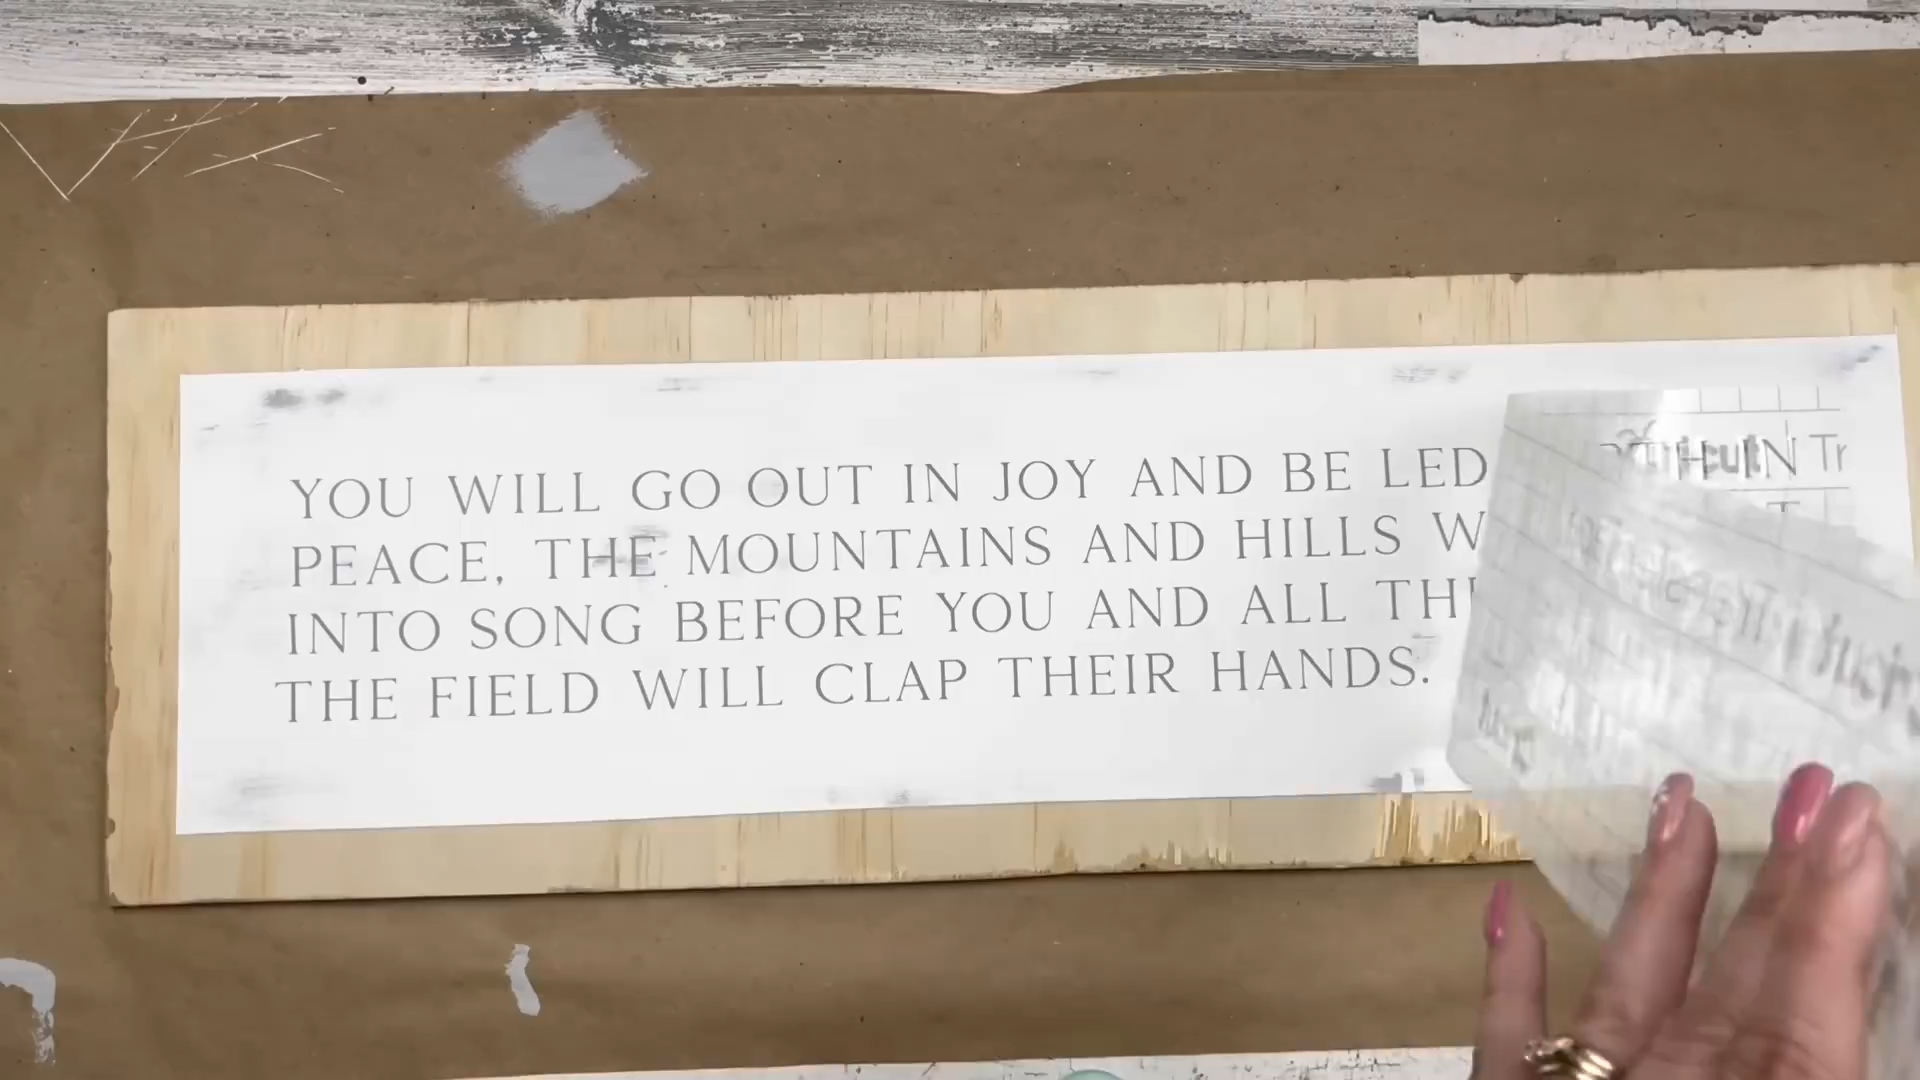 YOU WILL GO OUT IN JOY AND BE LED
PEACE, THE MOUNTAINS AND HILLS
INTO SONG BEFORE YOU AND ALL
THE FIELD WILL CLAP THEIR HANDS.